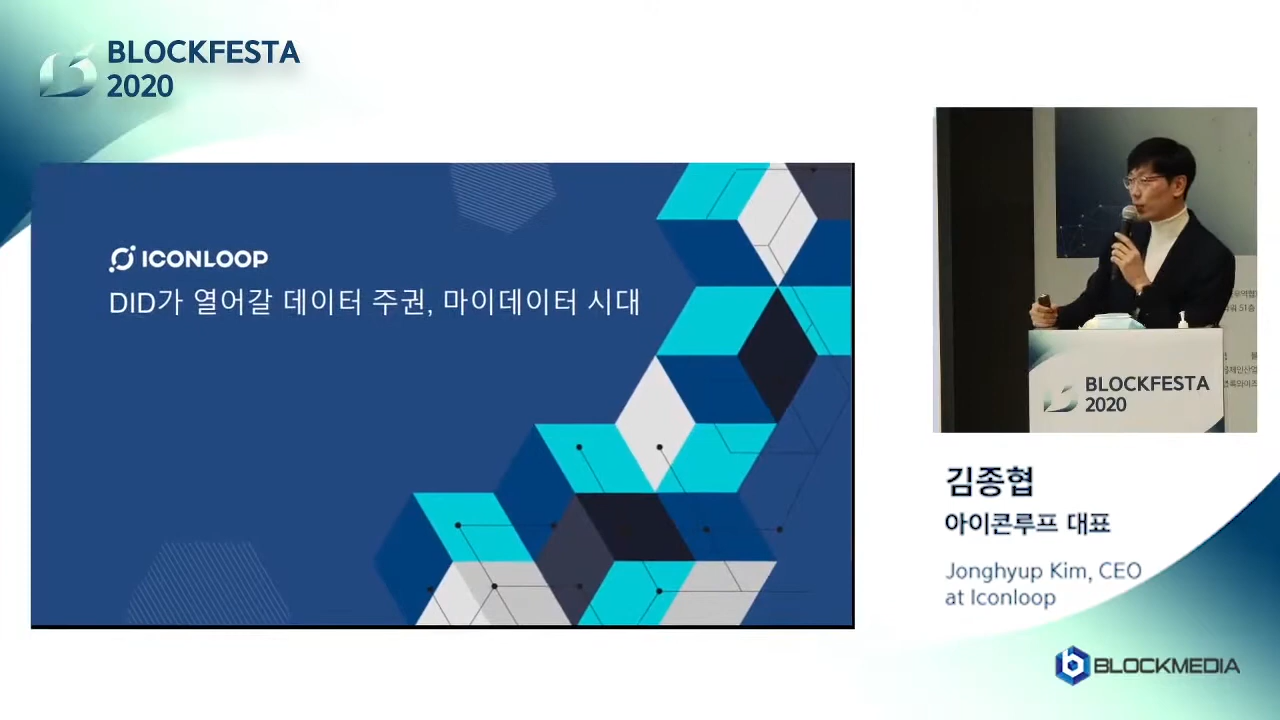 BLOCKFESTA
2020
ICONLOOP
DID가 열어갈 데이터 주권, 마이데이터 시대
BLOCKFESTA
2020
김종협
아이콘루프 대표
Jonghyup Kim, CEO
at Iconloop
BLOCKMEDIA